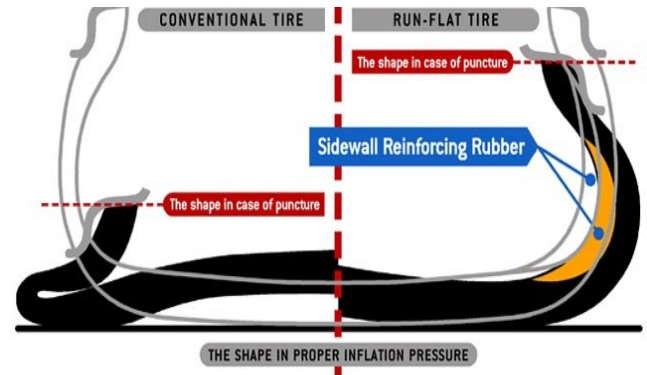 CONVENTIONAL TIRE
RUN-FLAT TIRE
The shape in case of puncture
Sidewall Reinforcing Rubber
The shape in case of puncture
THE SHAPE IN PROPER INFLATION PRESSURE